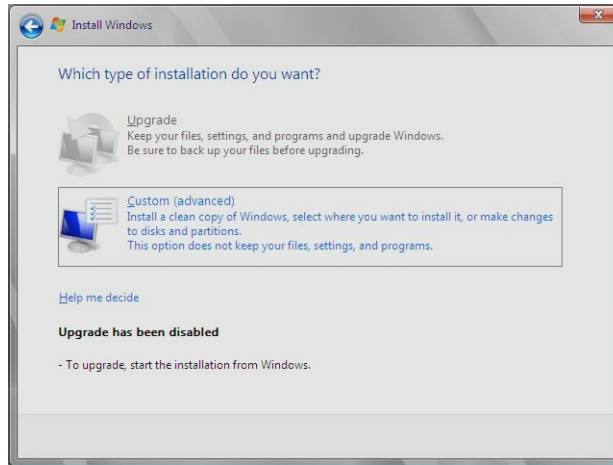 Install Windows
Which type of installation do you want?
Upgrade
Keep your files, settings, and programs and upgrade Windows.
Be sure to back up your files before upgrading.
Custom (advanced)
Install a clean copy of Windows, select where you want to install it, or make changes
to disks and partitions.
This option does not keep your files, settings, and programs.
Help me decide
Upgrade has been disabled
- To upgrade, start the installation from Windows.